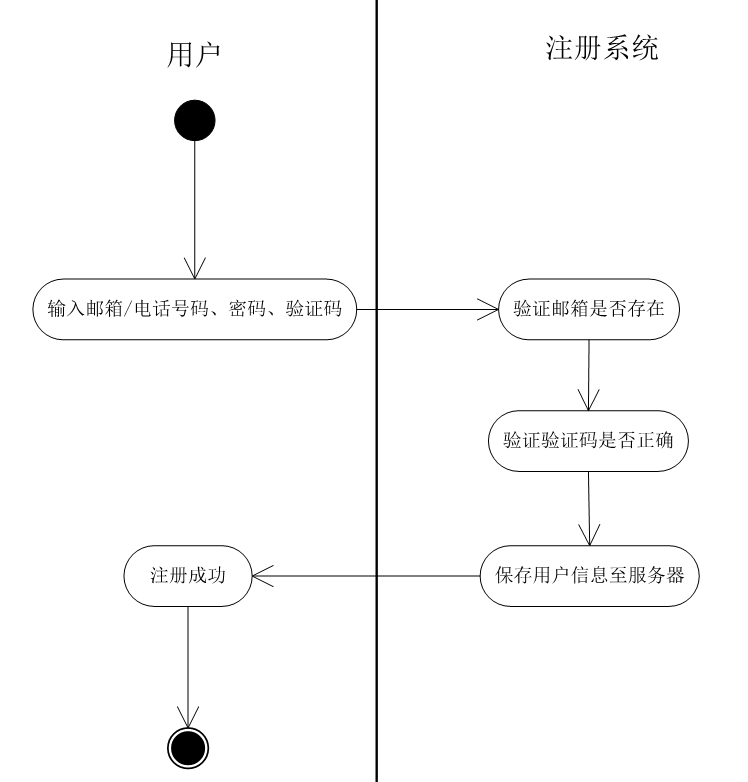 用户
注册系统
输入邮箱/电话号码、密码、验证码
验证邮箱是否存在
验证验证码是否正确
注册成功
保存用户信息至服务器